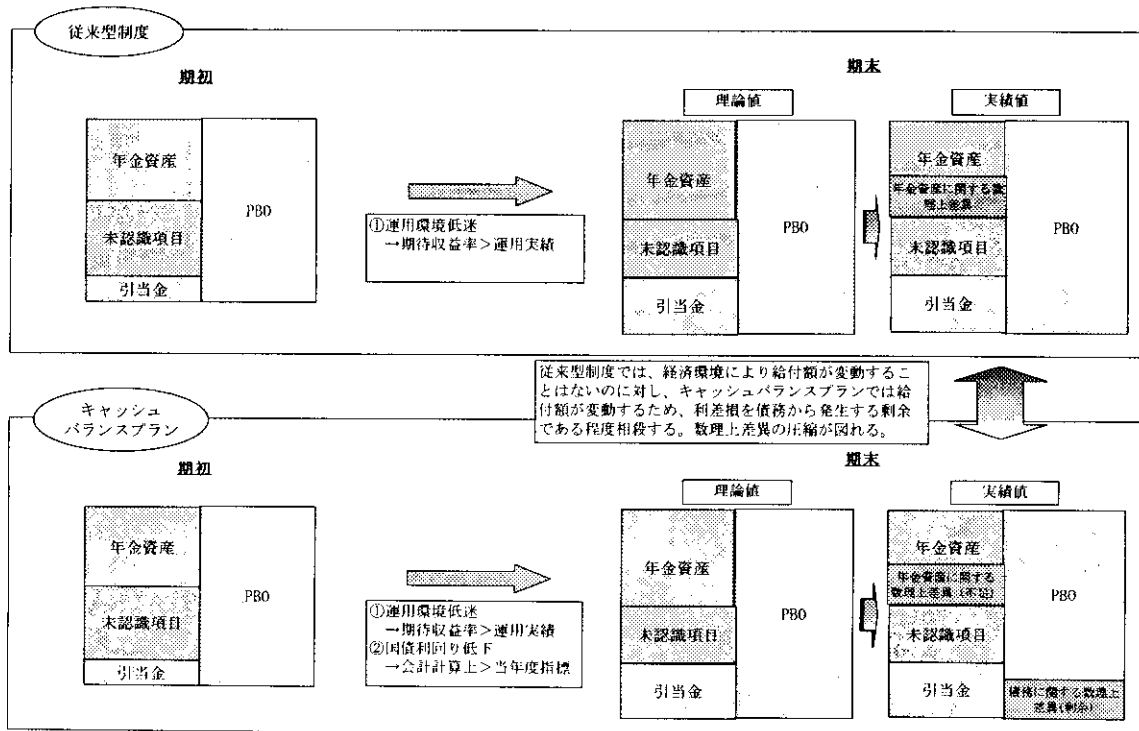 従来型制度
期初
年金資産
未認識項目
引当金
PBO
①運用環境低迷
→期待収益率＞運用実績
期末
理論値
年金資産
未認識項目
引当金
PBO
実績値
年金資産
年金資産に関する数
理上差異
未認識項目
引当金
PBO
従来型制度では、経済環境により給付額が変動するこ
とはないのに対し、キャッシュバランスプランでは給
付額が変動するため、利差損を債務から発生する剰余
である程度相殺する。数理上差異の圧縮が図れる。
キャッシュ
バランスプラン
期初
年金資産
未認識項目
引当金
PBO
①運用環境低迷
→期待収益率＞運用実績
②国債利回り低下
→会計計算上＞当年度指標
期末
理論値
年金資産
未認識項目
引当金
PBO
実績値
年金資産
年金資産に関する
数理上差異（不足）
未認識項目
引当金
PBO
債務に関する数理上
差異(剰余)